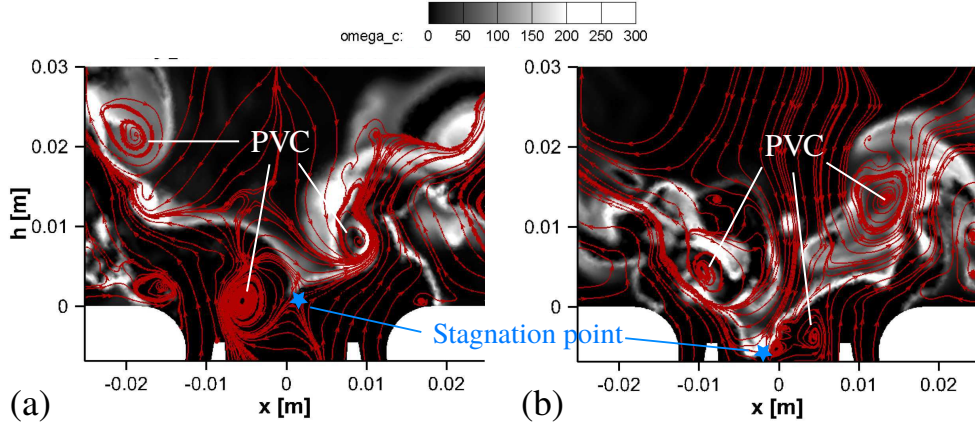 omega_c: 0 50 100 150 200 250 300
0.03
0.02
0.01
0
h [m]
PVC
-0.02 -0.01 0 0.01 0.02
x [m]
(a)
0.03
0.02
0.01
0
PVC
Stagnation point
-0.02 -0.01 0 0.01 0.02
x [m]
(b)